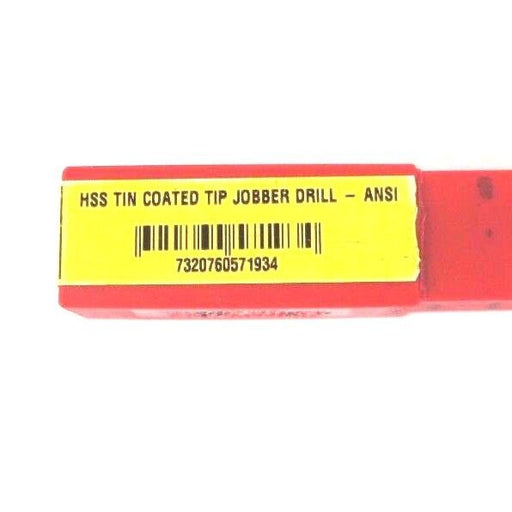 HSS TIN COATED TIP JOBBER DRILL – ANSI
7320760571934